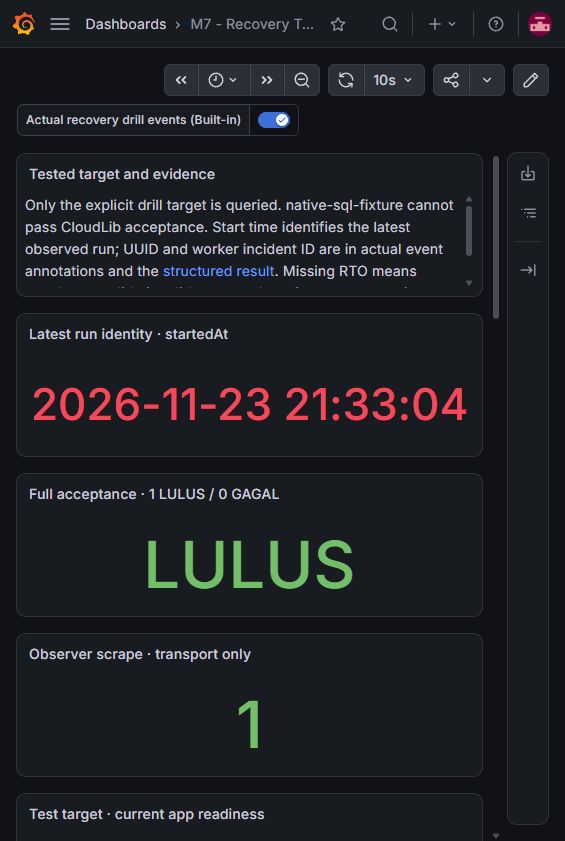 Dashboards › M7 - Recovery T...
10s
Actual recovery drill events (Built-in)
Tested target and evidence
Only the explicit drill target is queried. native-sql-fixture cannot
pass CloudLib acceptance. Start time identifies the latest
observed run; UUID and worker incident ID are in actual event
annotations and the structured result. Missing RTO means
Latest run identity · startedAt
2026-11-23 21:33:04
Full acceptance · 1 LULUS / 0 GAGAL
LULUS
Observer scrape · transport only
1
Test target · current app readiness